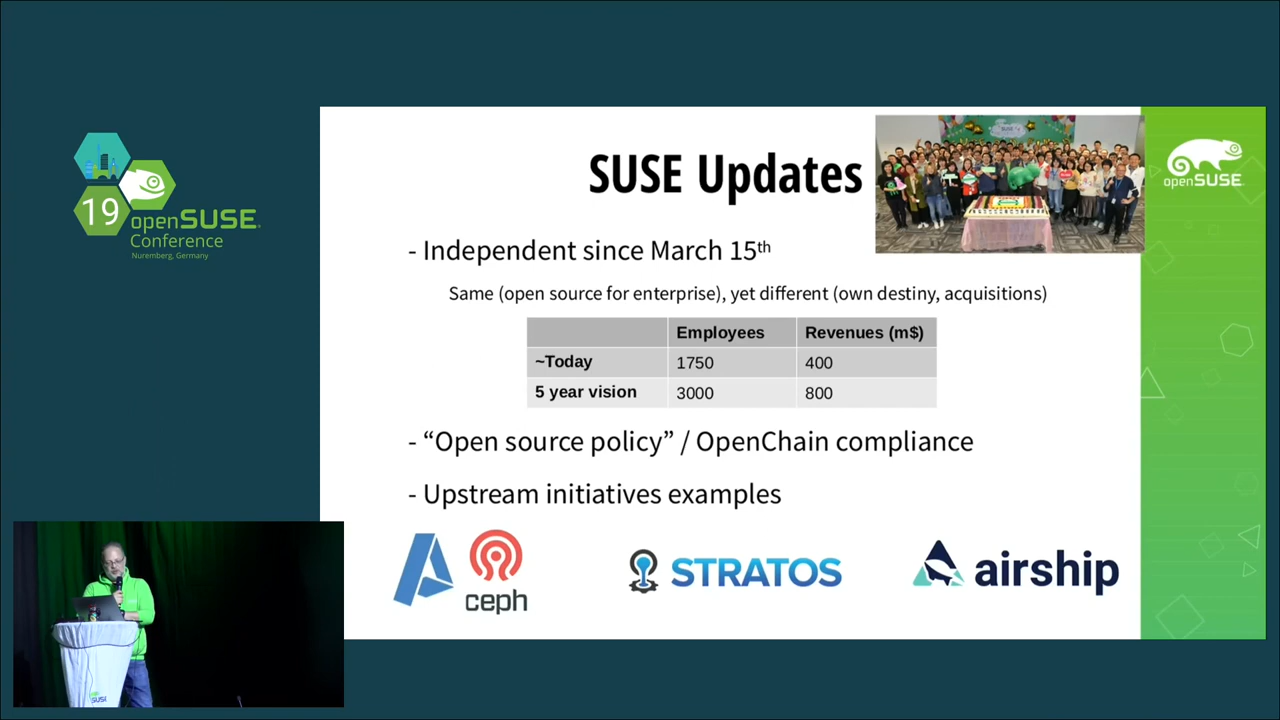 19
openSUSE
Conference
Nuremberg, Germany
SUSE Updates
openSUSE
- Independent since March 15th
Same (open source for enterprise), yet different (own destiny, acquisitions)
Employees Revenues (m$)
~Today 1750 400
5 year vision 3000 800
- “Open source policy” / OpenChain compliance
- Upstream initiatives examples
ceph
STRATOS
airship
SUSE